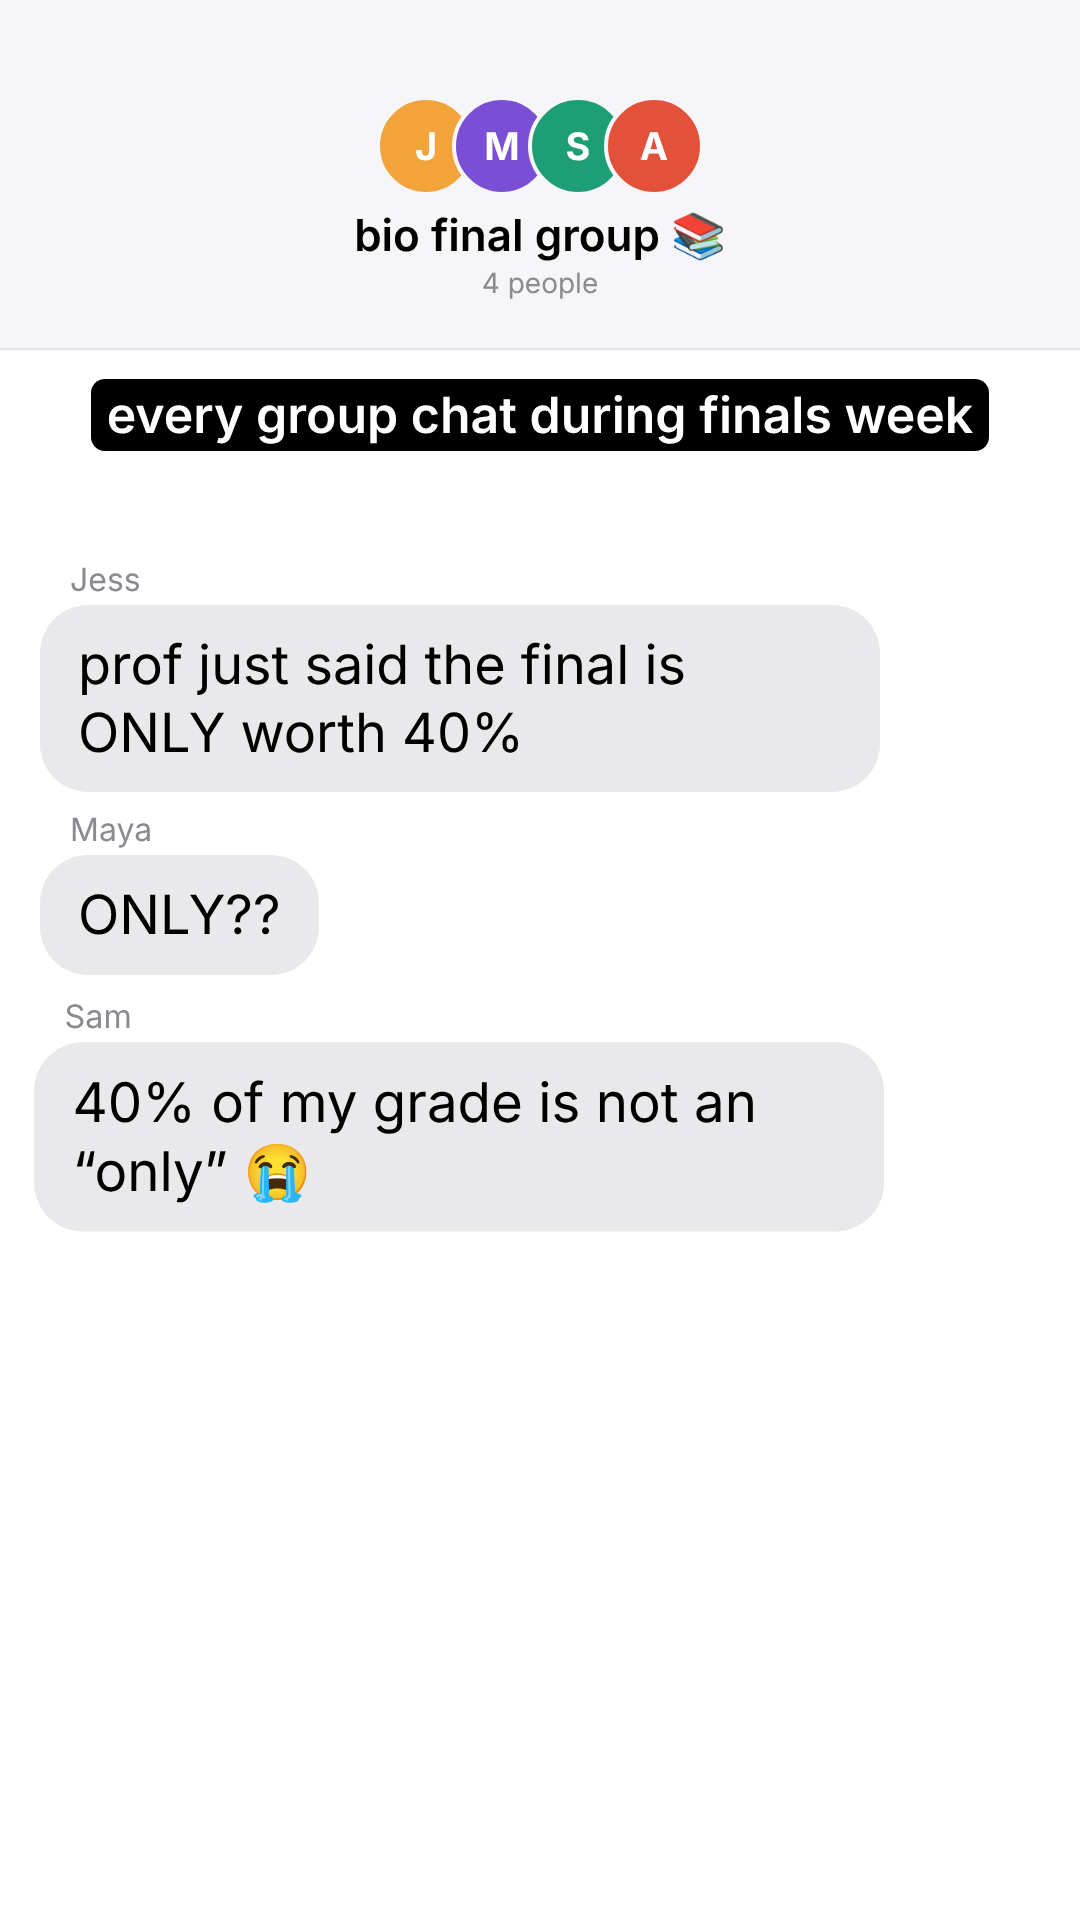 J M S A
bio final group 📚
4 people
every group chat during finals week
Jess
prof just said the final is
ONLY worth 40%
Maya
ONLY??
Sam
40% of my grade is not an
“only” 😭